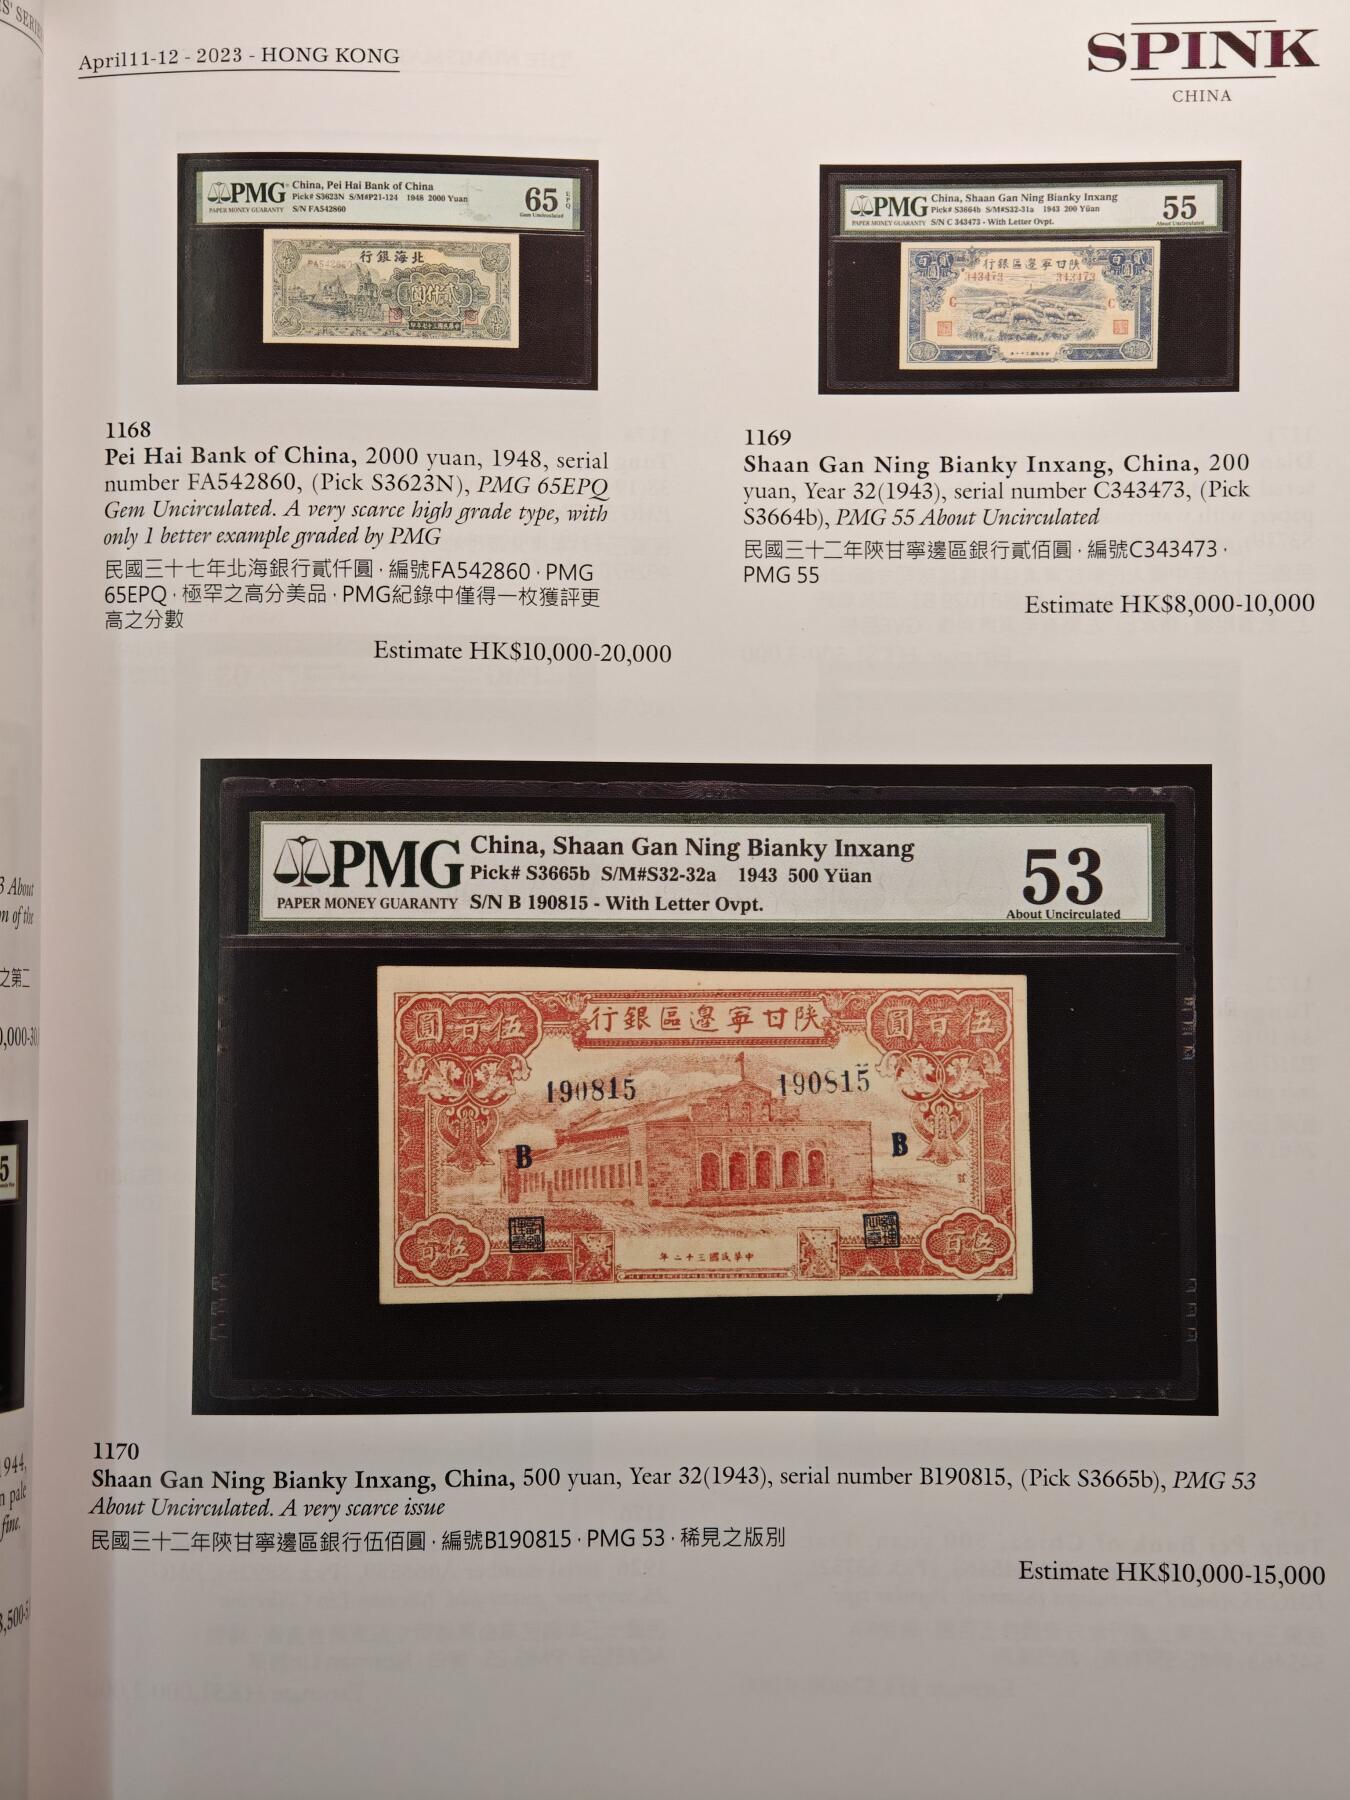 April11-12 - 2023 - HONG KONG
SPINK
CHINA
PMG
PAPER MONEY GUARANTY
China, Pei Hai Bank of China
Pick# S3623N S/M#P21-124 1948 2000 Yuan
S/N FA542860
65
EPQ
Gem Uncirculated
北海銀行
FA542860
貳仟圓
中華民國三十七年印
PMG
PAPER MONEY GUARANTY
China, Shaan Gan Ning Bianky Inxang
Pick# S3664b S/M#S32-31a 1943 200 Yüan
S/N C 343473 - With Letter Ovpt.
55
About Uncirculated
陝甘寧邊區銀行
343473 343473
C C
1168
Pei Hai Bank of China, 2000 yuan, 1948, serial
number FA542860, (Pick S3623N), PMG 65EPQ
Gem Uncirculated. A very scarce high grade type, with
only 1 better example graded by PMG
民國三十七年北海銀行貳仟圓．編號FA542860．PMG
65EPQ．極罕之高分美品．PMG紀錄中僅得一枚獲評更
高之分數
Estimate HK$10,000-20,000
1169
Shaan Gan Ning Bianky Inxang, China, 200
yuan, Year 32(1943), serial number C343473, (Pick
S3664b), PMG 55 About Uncirculated
民國三十二年陝甘寧邊區銀行貳佰圓．編號C343473．
PMG 55
Estimate HK$8,000-10,000
PMG
PAPER MONEY GUARANTY
China, Shaan Gan Ning Bianky Inxang
Pick# S3665b S/M#S32-32a 1943 500 Yüan
S/N B 190815 - With Letter Ovpt.
53
About Uncirculated
伍百圓 陝甘寧邊區銀行 伍百圓
190815 190815
B B
伍百 中華民國三十二年 伍百
1170
Shaan Gan Ning Bianky Inxang, China, 500 yuan, Year 32(1943), serial number B190815, (Pick S3665b), PMG 53
About Uncirculated. A very scarce issue
民國三十二年陝甘寧邊區銀行伍佰圓．編號B190815．PMG 53．稀見之版別
Estimate HK$10,000-15,000